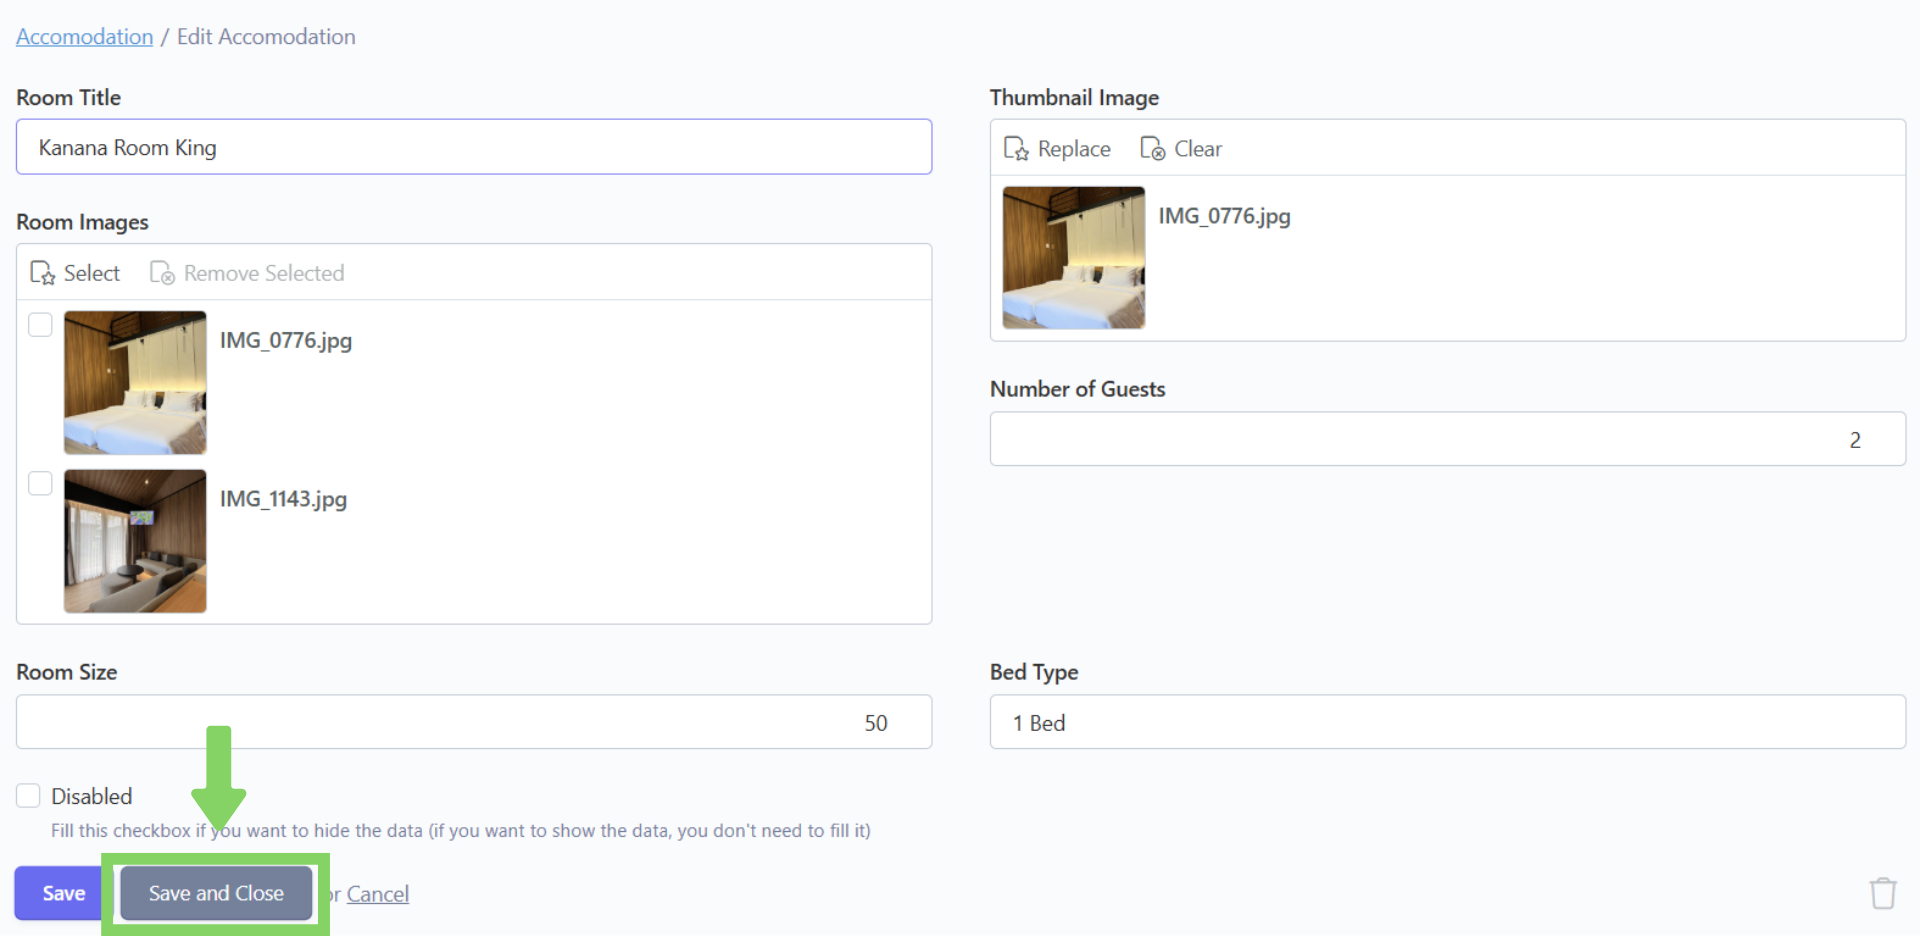 Accomodation / Edit Accomodation
Room Title
Kanana Room King
Room Images
Select Remove Selected
IMG_0776.jpg
IMG_1143.jpg
Thumbnail Image
Replace Clear
IMG_0776.jpg
Number of Guests
2
Room Size
50
Bed Type
1 Bed
Disabled
Fill this checkbox if you want to hide the data (if you want to show the data, you don't need to fill it)
Save Save and Close or Cancel